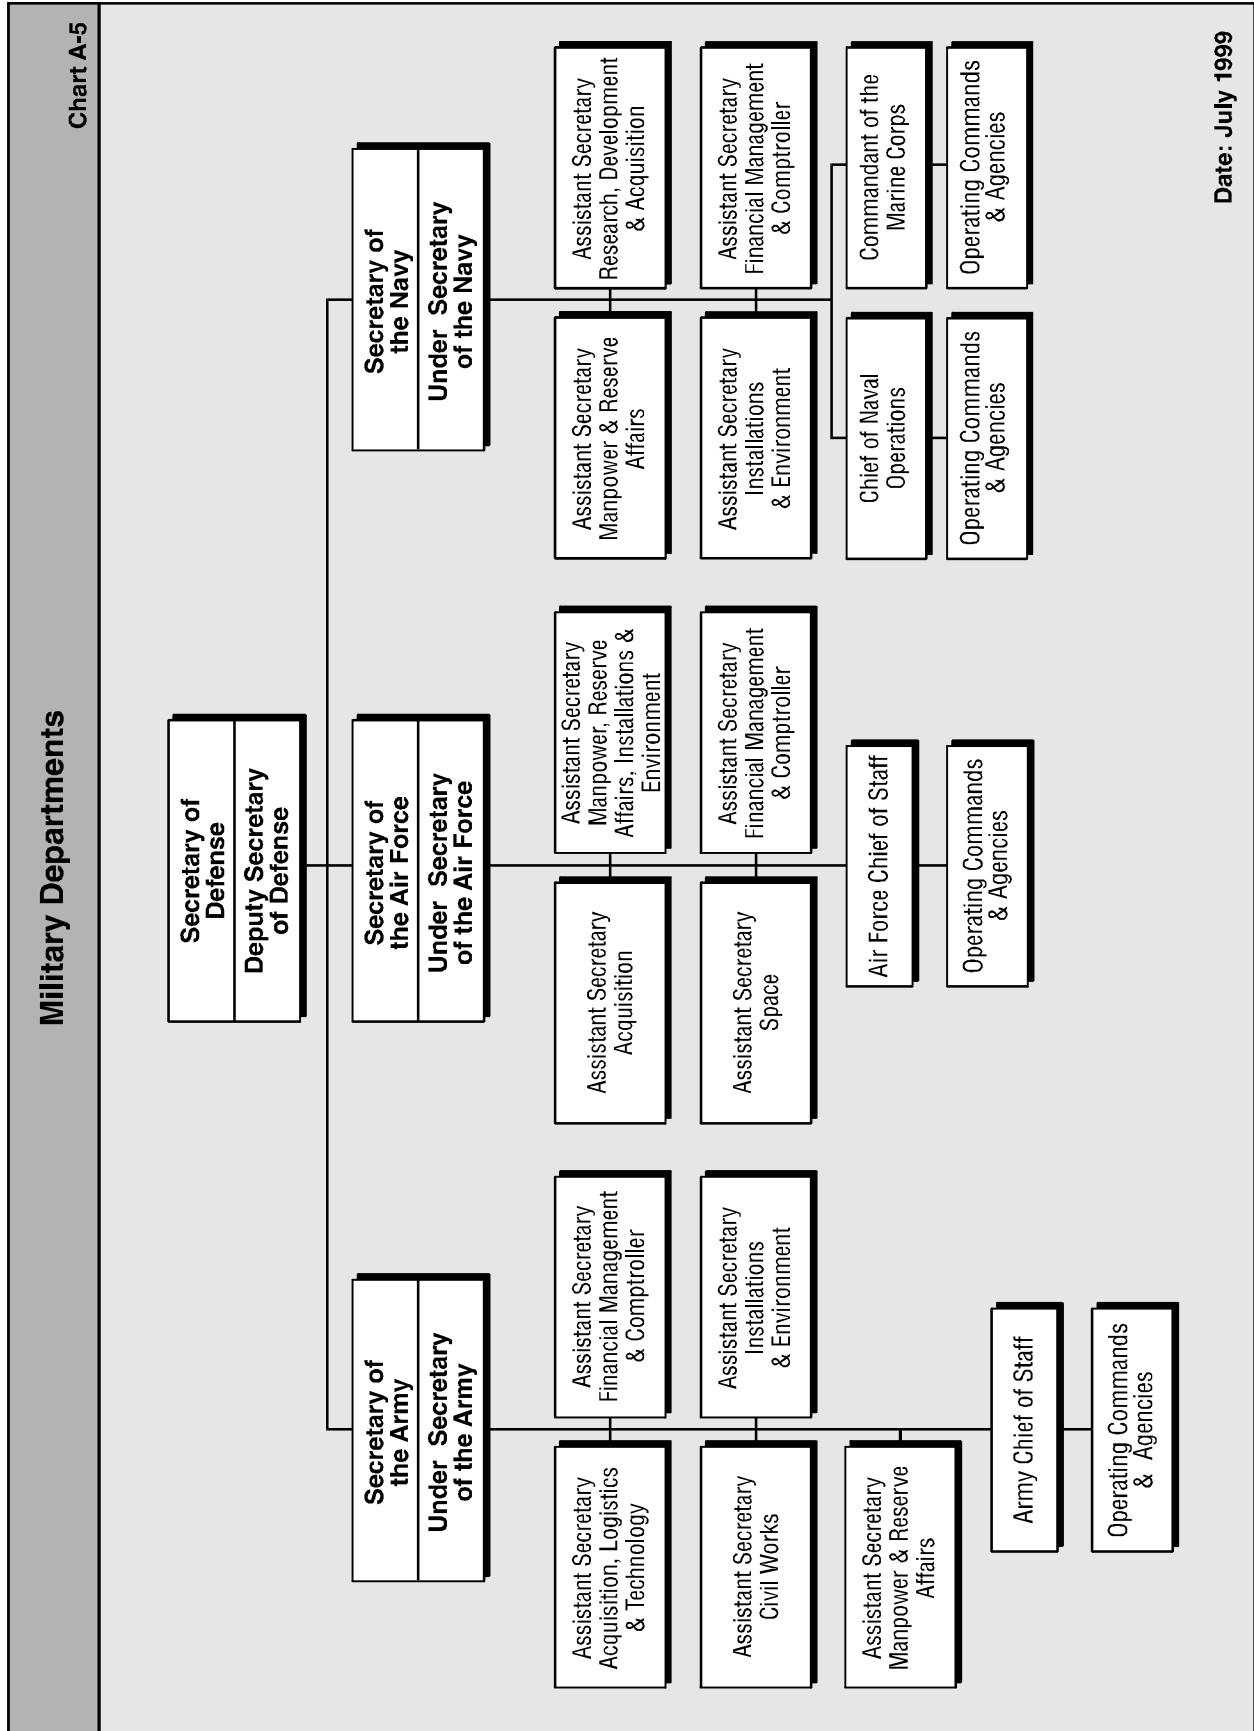 Military Departments
Chart A-5
Secretary of
Defense
Deputy Secretary
of Defense
Secretary of
the Army
Under Secretary
of the Army
Secretary of
the Air Force
Under Secretary
of the Air Force
Secretary of
the Navy
Under Secretary
of the Navy
Assistant Secretary
Acquisition, Logistics
& Technology
Assistant Secretary
Financial Management
& Comptroller
Assistant Secretary
Civil Works
Assistant Secretary
Installations
& Environment
Assistant Secretary
Manpower & Reserve
Affairs
Army Chief of Staff
Operating Commands
& Agencies
Assistant Secretary
Acquisition
Assistant Secretary
Manpower, Reserve
Affairs, Installations &
Environment
Assistant Secretary
Space
Assistant Secretary
Financial Management
& Comptroller
Air Force Chief of Staff
Operating Commands
& Agencies
Assistant Secretary
Manpower & Reserve
Affairs
Assistant Secretary
Research, Development
& Acquisition
Assistant Secretary
Installations
& Environment
Assistant Secretary
Financial Management
& Comptroller
Chief of Naval
Operations
Operating Commands
& Agencies
Commandant of the
Marine Corps
Operating Commands
& Agencies
Date: July 1999